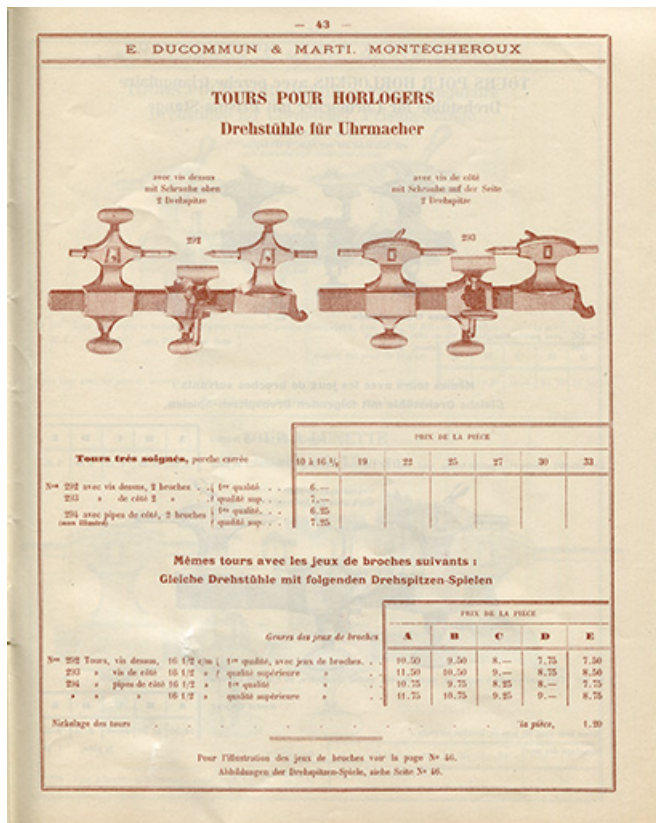 — 43 —
E. DUCOMMUN & MARTI. MONTÉCHEROUX
TOURS POUR HORLOGERS
Drehstühle für Uhrmacher
avec vis dessus
mit Schraube oben
2 Drehspitze
292
avec vis de côté
mit Schraube auf der Seite
2 Drehspitze
293
PRIX DE LA PIÈCE
Tours très soignés, perche carrée 10 à 16 1/2 19 22 25 27 30 33
Nos 292 avec vis dessus, 2 broches . . 1re qualité . . . 6.—
293 » de côté 2 » . qualité sup. . . . 7.—
294 avec pipes de côté, 2 broches 1re qualité . . . 6.25
(non illustré) qualité sup. . . . 7.25
Mêmes tours avec les jeux de broches suivants :
Gleiche Drehstühle mit folgenden Drehspitzen-Spielen
PRIX DE LA PIÈCE
Genres des jeux de broches A B C D E
Nos 292 Tours, vis dessus, 16 1/2 c/m 1re qualité, avec jeux de broches. . . 10.50 9.50 8.— 7.75 7.50
293 » vis de côté 16 1/2 » qualité supérieure » . . 11.50 10.50 9.— 8.75 8.50
294 » pipes de côté 16 1/2 » 1re qualité » . . 10.75 9.75 8.25 8.— 7.75
» » » 16 1/2 » qualité supérieure » . . 11.75 10.75 9.25 9.— 8.75
Nickelage des tours . . . . . . . . . . . la pièce, 1.20
Pour l'illustration des jeux de broches voir la page No 46.
Abbildungen der Drehspitzen-Spiele, siehe Seite No 46.